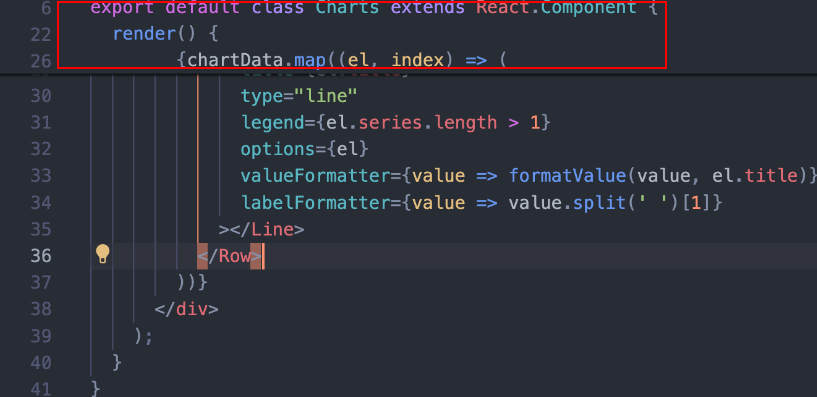 6 export default class Charts extends React.Component {
22 render() {
26 {chartData.map((el, index) => (
30 type="line"
31 legend={el.series.length > 1}
32 options={el}
33 valueFormatter={value => formatValue(value, el.title)}
34 labelFormatter={value => value.split(' ')[1]}
35 ></Line>
36 </Row>
37 ))}
38 </div>
39 );
40 }
41 }